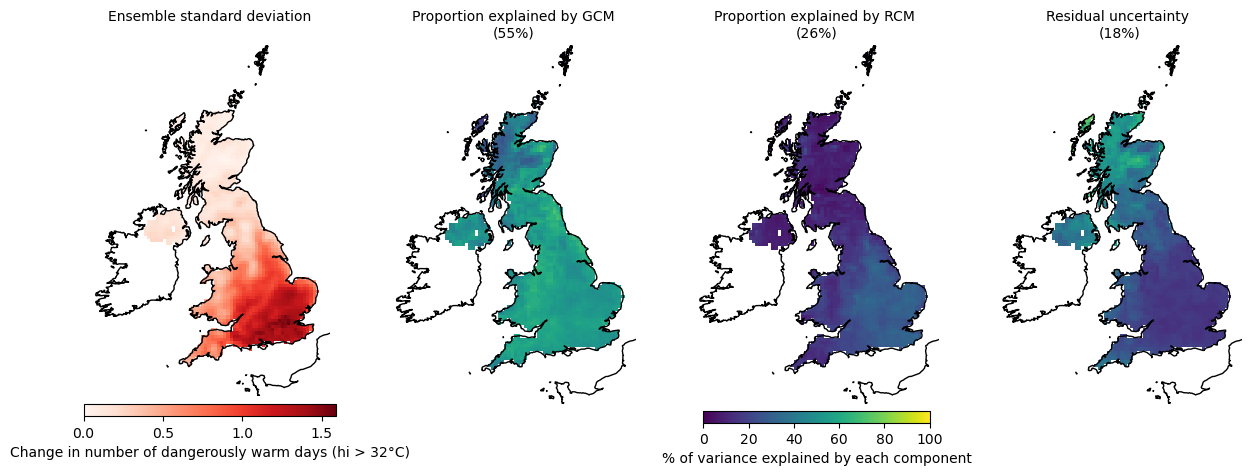 Ensemble standard deviation
Proportion explained by GCM
(55%)
Proportion explained by RCM
(26%)
Residual uncertainty
(18%)
0.0 0.5 1.0 1.5
Change in number of dangerously warm days (hi > 32°C)
0 20 40 60 80 100
% of variance explained by each component